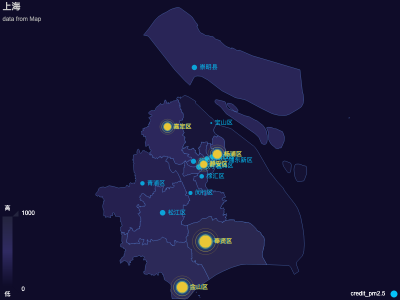 上海
data from Map
崇明县
宝山区
嘉定区
杨浦区
浦东新区
静安区
徐汇区
青浦区
闵行区
松江区
奉贤区
金山区
高
1000
0
低
credit_pm2.5